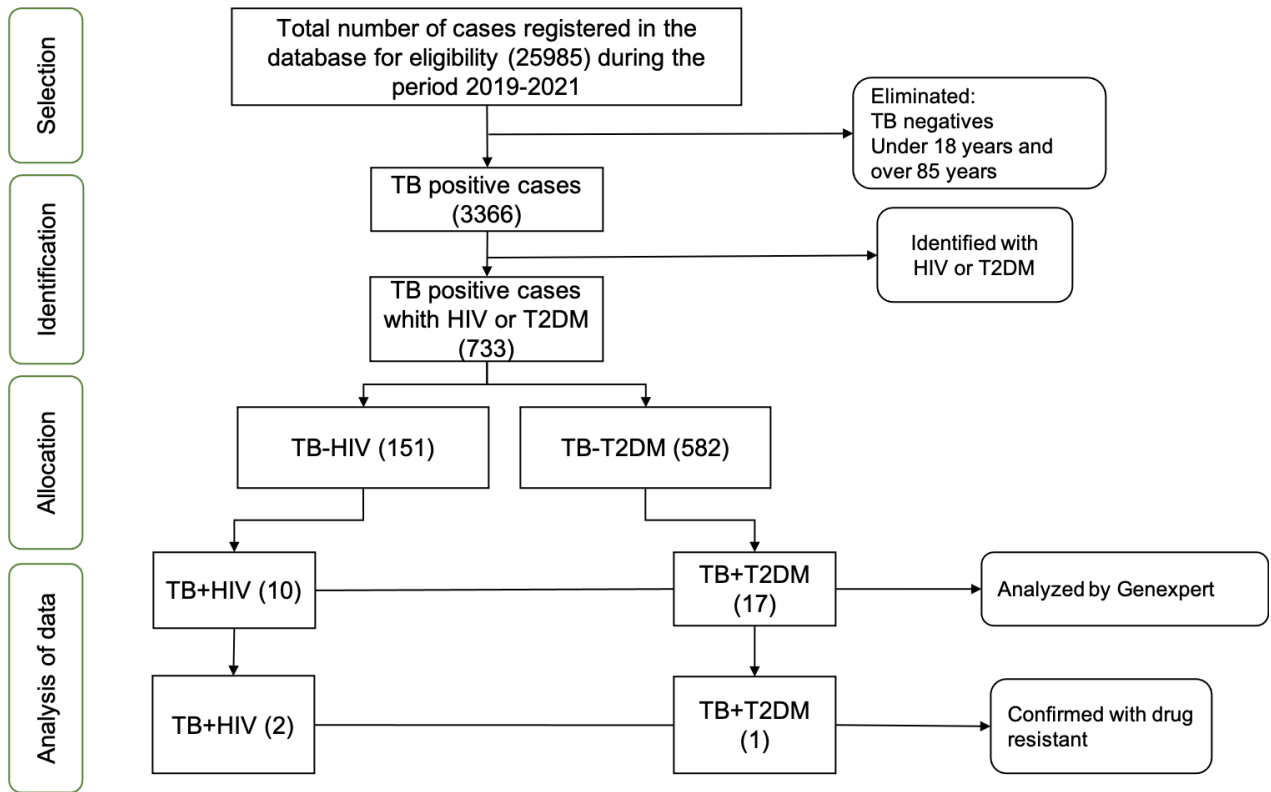 Selection
Total number of cases registered in the
database for eligibility (25985) during the
period 2019-2021
Eliminated:
TB negatives
Under 18 years and
over 85 years
Identification
TB positive cases
(3366)
Identified with
HIV or T2DM
TB positive cases
whith HIV or T2DM
(733)
Allocation
TB-HIV (151)
TB-T2DM (582)
Analysis of data
TB+HIV (10)
TB+T2DM
(17)
Analyzed by Genexpert
TB+HIV (2)
TB+T2DM
(1)
Confirmed with drug
resistant